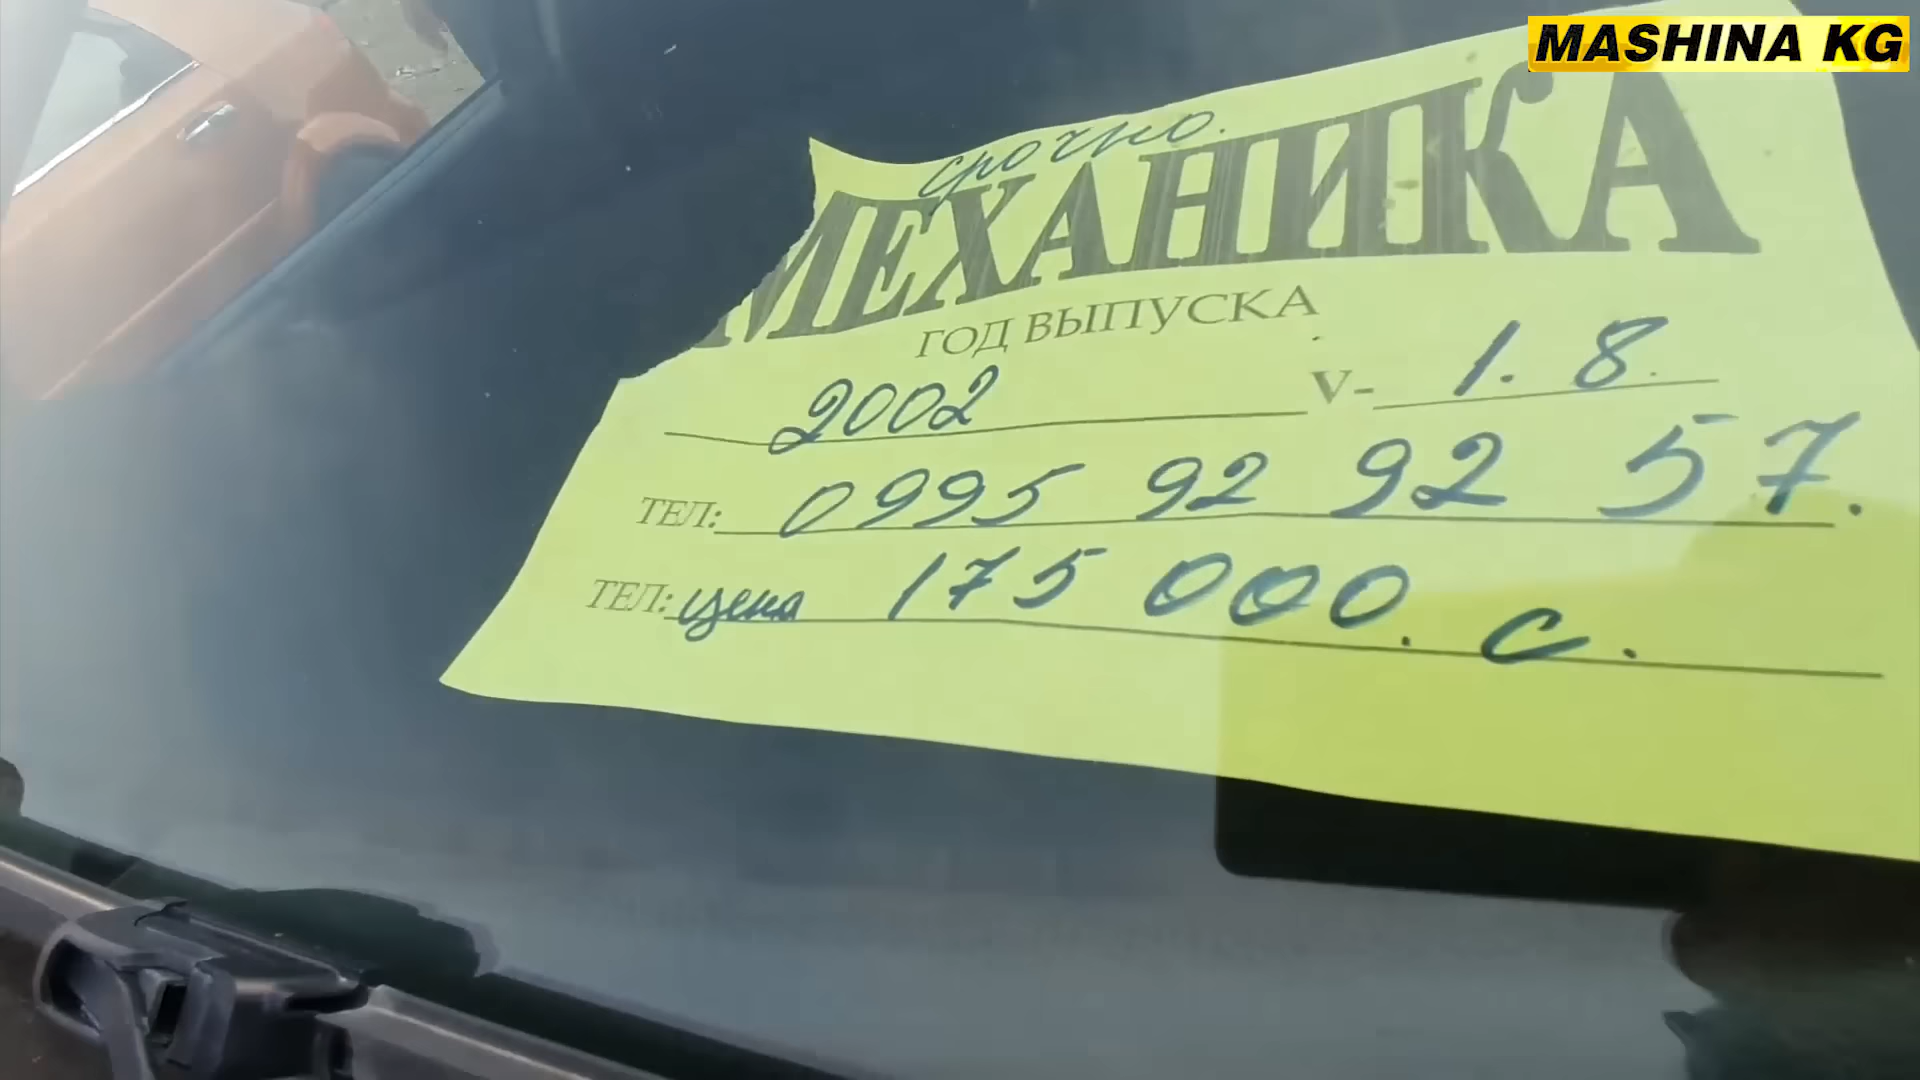 MASHINA KG
срочно.
МЕХАНИКА
ГОД ВЫПУСКА
2002 V- 1.8.
ТЕЛ: 0995 92 92 57.
ТЕЛ: цена 175 000. с.